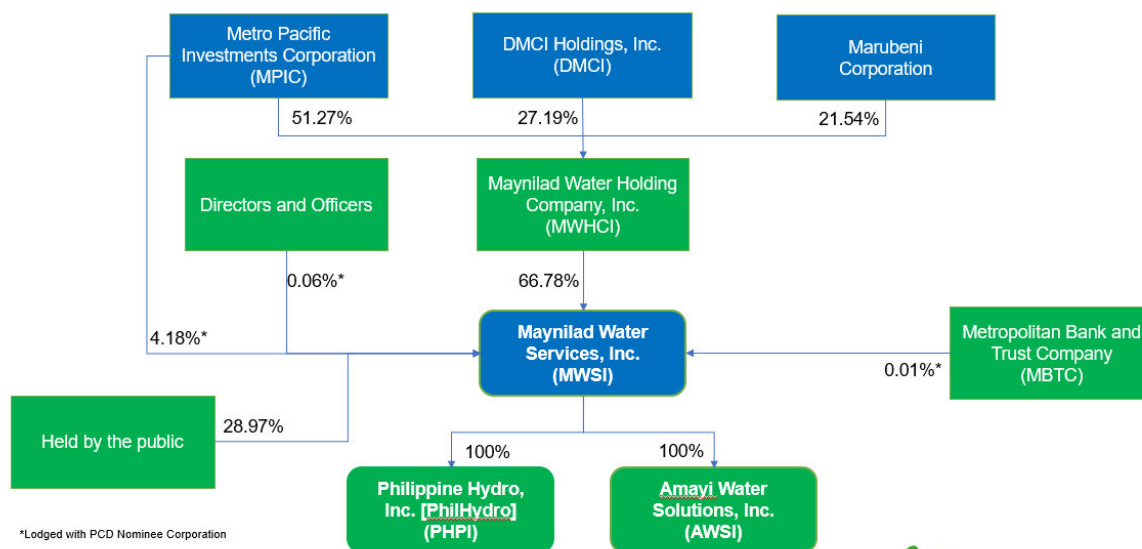 Metro Pacific
Investments Corporation
(MPIC)
DMCI Holdings, Inc.
(DMCI)
Marubeni
Corporation
51.27%
27.19%
21.54%
Directors and Officers
Maynilad Water Holding
Company, Inc.
(MWHCI)
0.06%*
66.78%
4.18%*
Maynilad Water
Services, Inc.
(MWSI)
Metropolitan Bank and
Trust Company
(MBTC)
0.01%*
Held by the public
28.97%
100%
100%
Philippine Hydro,
Inc. [PhilHydro]
(PHPI)
Amayi Water
Solutions, Inc.
(AWSI)
*Lodged with PCD Nominee Corporation